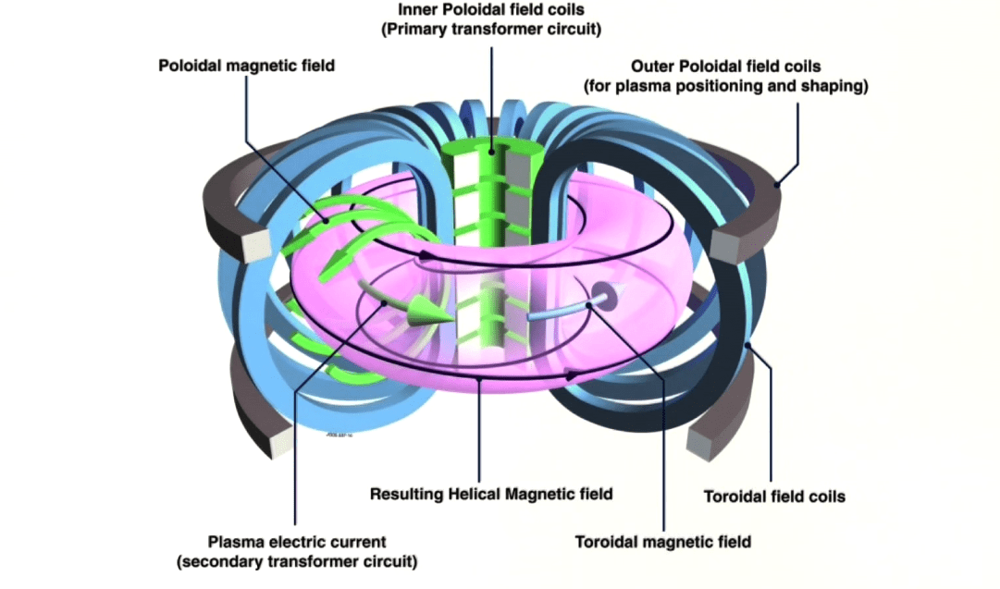 Inner Poloidal field coils
(Primary transformer circuit)
Poloidal magnetic field
Outer Poloidal field coils
(for plasma positioning and shaping)
Resulting Helical Magnetic field
Toroidal field coils
Plasma electric current
(secondary transformer circuit)
Toroidal magnetic field